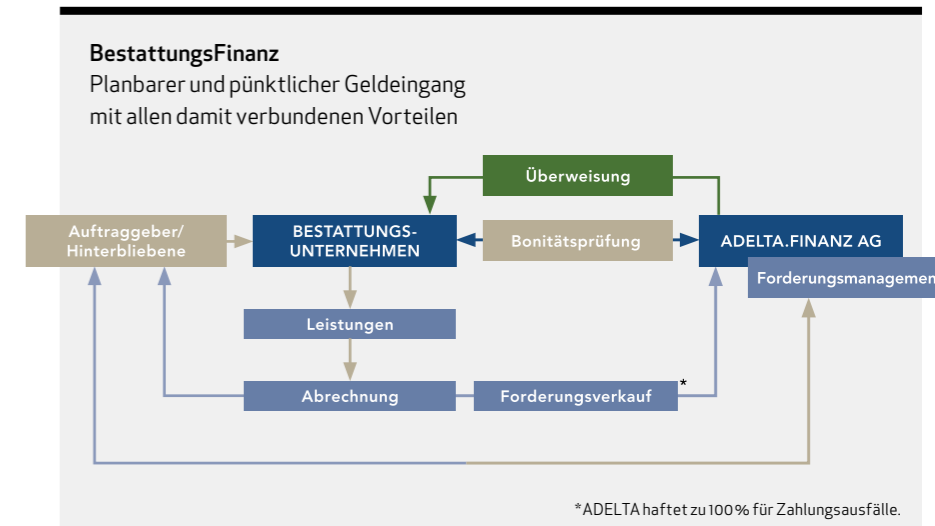 BestattungsFinanz
Planbarer und pünktlicher Geldeingang
mit allen damit verbundenen Vorteilen
Überweisung
Auftraggeber/
Hinterbliebene
BESTATTUNGS-
UNTERNEHMEN
Bonitätsprüfung
ADELTA.FINANZ AG
Forderungsmanagemen
Leistungen
Abrechnung
Forderungsverkauf
*
*ADELTA haftet zu 100% für Zahlungsausfälle.